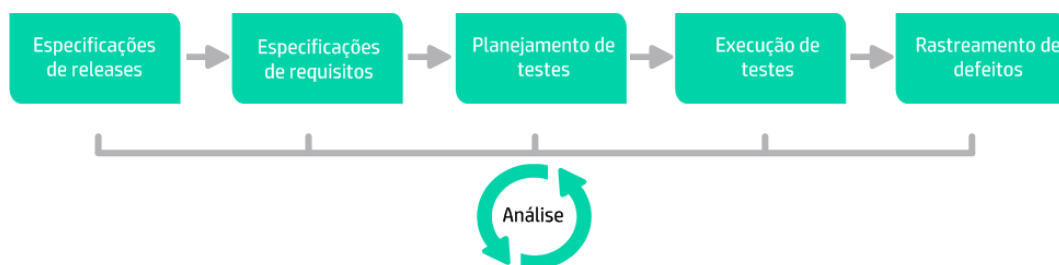 Especificações
de releases
Especificações
de requisitos
Planejamento de
testes
Execução de
testes
Rastreamento de
defeitos
Análise